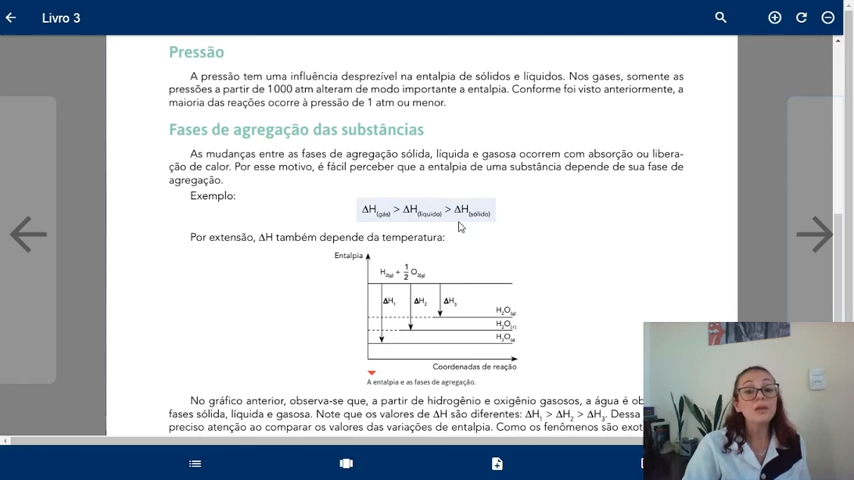 Livro 3
Pressão
A pressão tem uma influência desprezível na entalpia de sólidos e líquidos. Nos gases, somente as
pressões a partir de 1 000 atm alteram de modo importante a entalpia. Conforme foi visto anteriormente, a
maioria das reações ocorre à pressão de 1 atm ou menor.
Fases de agregação das substâncias
As mudanças entre as fases de agregação sólida, líquida e gasosa ocorrem com absorção ou libera-
ção de calor. Por esse motivo, é fácil perceber que a entalpia de uma substância depende de sua fase de
agregação.
Exemplo:
ΔH(gás) > ΔH(líquido) > ΔH(sólido)
Por extensão, ΔH também depende da temperatura:
Entalpia
H2(g) + 1/2 O2(g)
ΔH1 ΔH2 ΔH3
H2O(g)
H2O(ℓ)
H2O(s)
Coordenadas de reação
A entalpia e as fases de agregação.
No gráfico anterior, observa-se que, a partir de hidrogênio e oxigênio gasosos, a água é
fases sólida, líquida e gasosa. Note que os valores de ΔH são diferentes: ΔH1 > ΔH2 > ΔH3. Dessa
preciso atenção ao comparar os valores das variações de entalpia. Como os fenômenos são